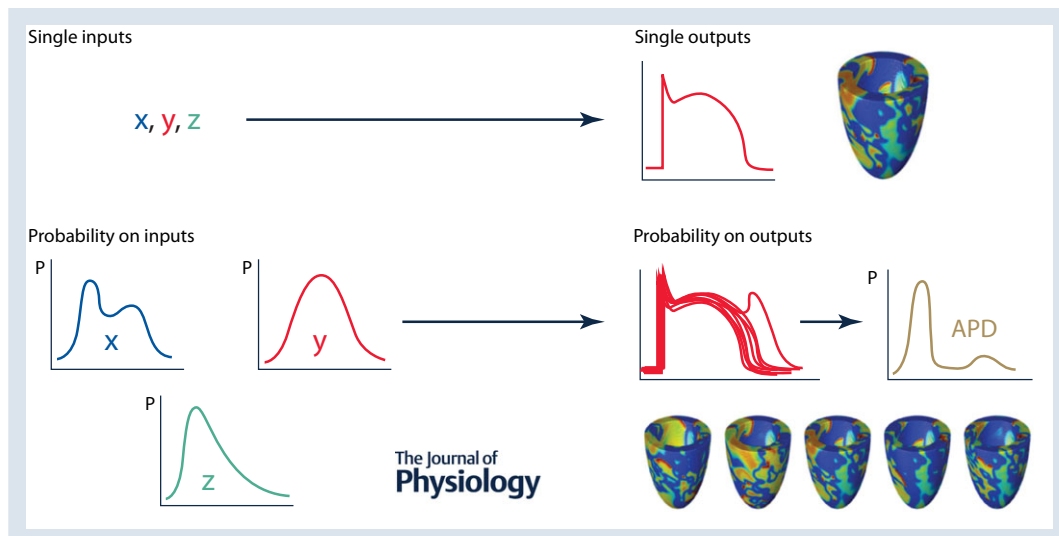 Single inputs
Single outputs
x, y, z
Probability on inputs
Probability on outputs
P
x
P
y
P
APD
P
z
The Journal of
Physiology